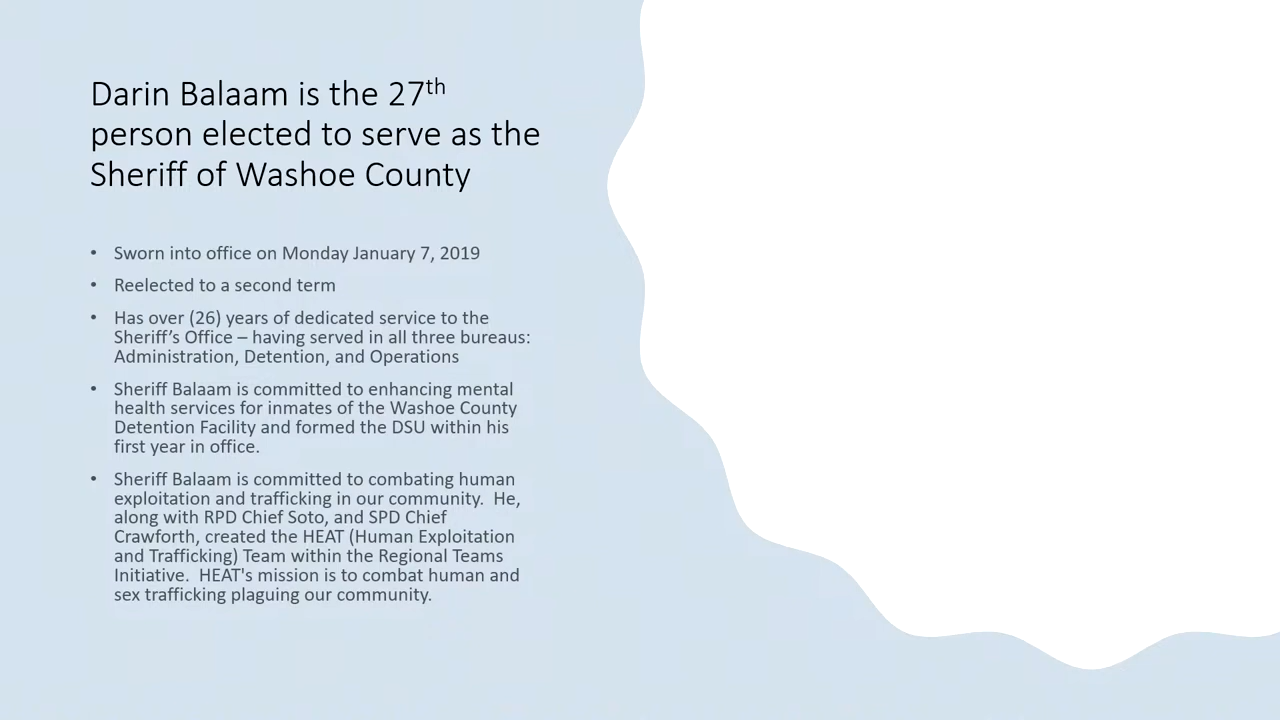 Darin Balaam is the 27th
person elected to serve as the
Sheriff of Washoe County
• Sworn into office on Monday January 7, 2019
• Reelected to a second term
• Has over (26) years of dedicated service to the
Sheriff’s Office – having served in all three bureaus:
Administration, Detention, and Operations
• Sheriff Balaam is committed to enhancing mental
health services for inmates of the Washoe County
Detention Facility and formed the DSU within his
first year in office.
• Sheriff Balaam is committed to combating human
exploitation and trafficking in our community.  He,
along with RPD Chief Soto, and SPD Chief
Crawforth, created the HEAT (Human Exploitation
and Trafficking) Team within the Regional Teams
Initiative.  HEAT's mission is to combat human and
sex trafficking plaguing our community.